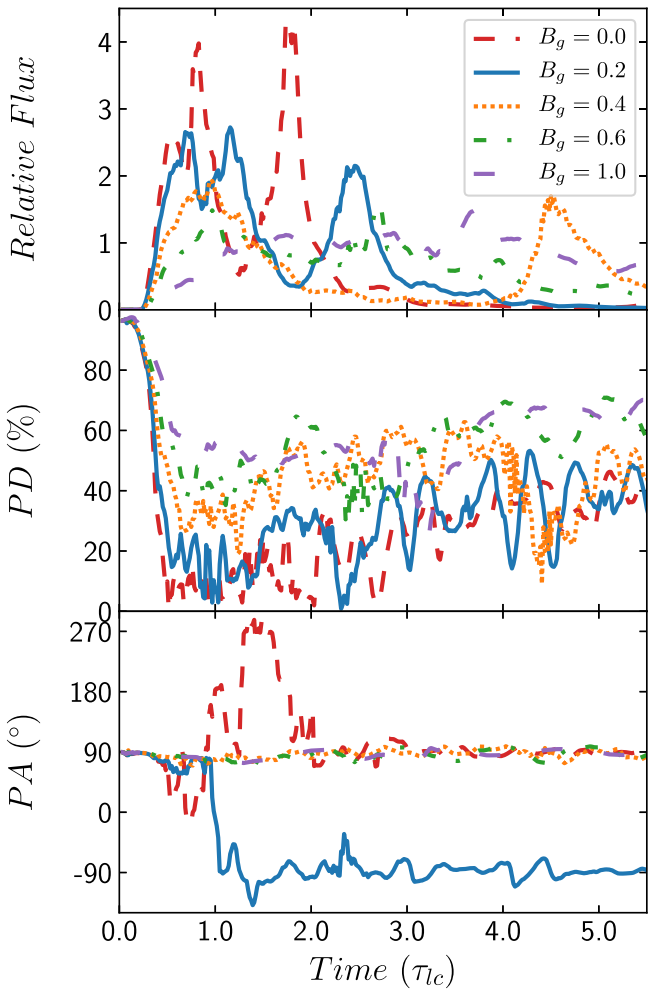 Relative Flux
4
3
2
1
0
B_g = 0.0
B_g = 0.2
B_g = 0.4
B_g = 0.6
B_g = 1.0
PD (%)
80
60
40
20
0
PA (°)
270
180
90
0
-90
0.0 1.0 2.0 3.0 4.0 5.0
Time (τ_{lc})